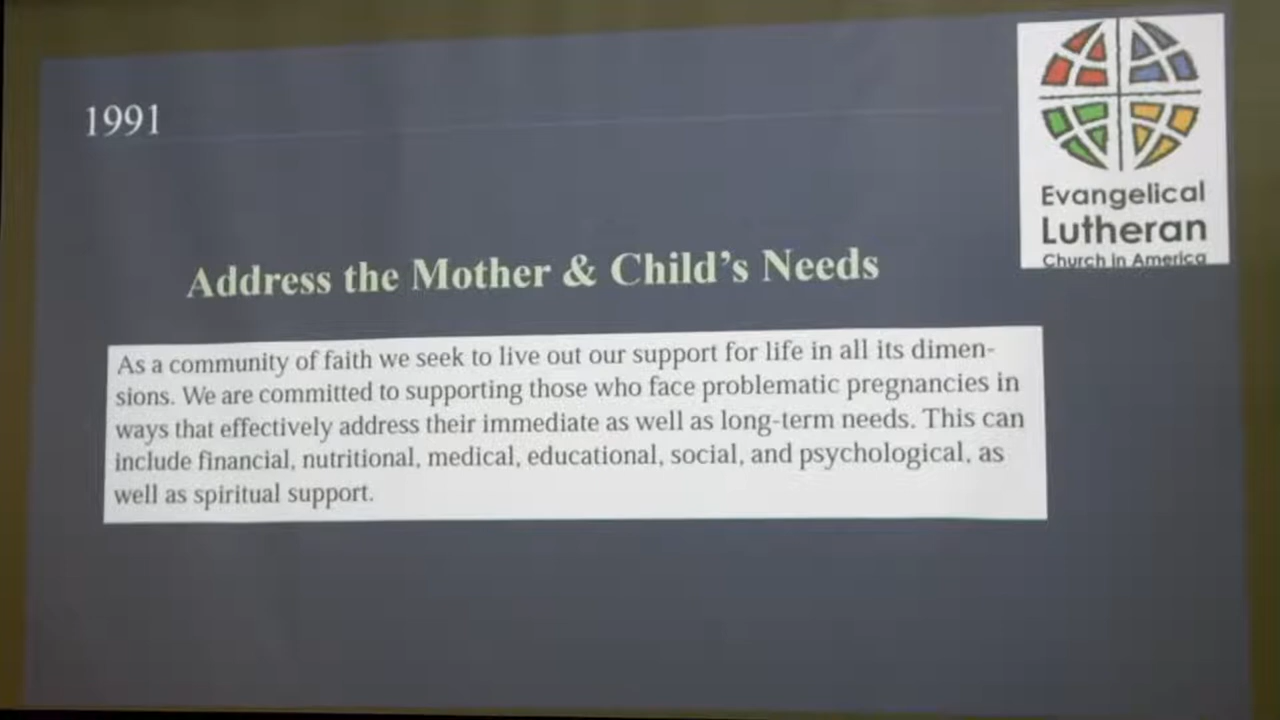 1991
Evangelical
Lutheran
Church in America
Address the Mother & Child's Needs
As a community of faith we seek to live out our support for life in all its dimen-
sions. We are committed to supporting those who face problematic pregnancies in
ways that effectively address their immediate as well as long-term needs. This can
include financial, nutritional, medical, educational, social, and psychological, as
well as spiritual support.